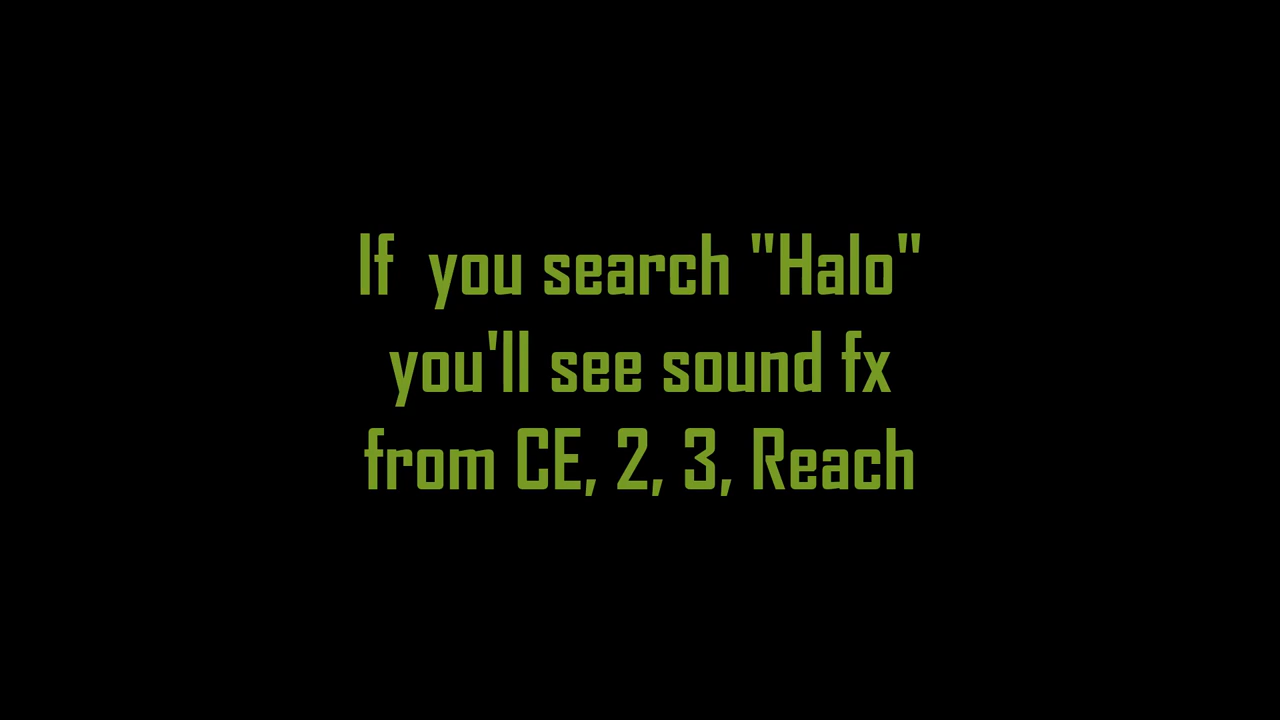 If  you search "Halo"
you'll see sound fx
from CE, 2, 3, Reach